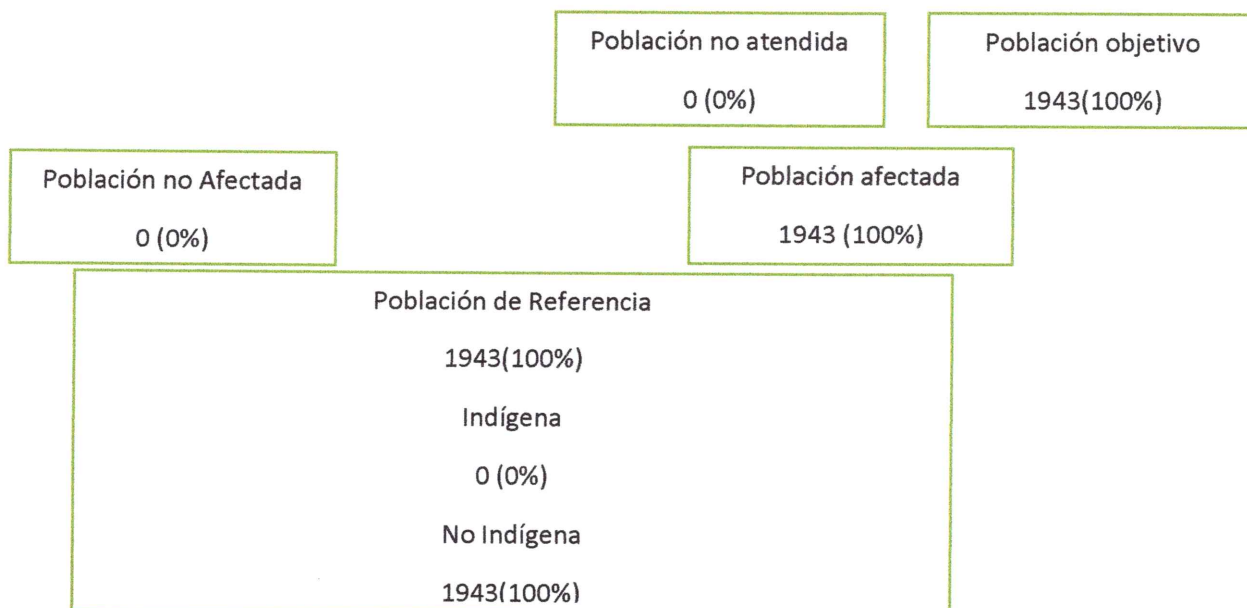 Población no atendida
0 (0%)
Población objetivo
1943(100%)
Población no Afectada
0 (0%)
Población afectada
1943 (100%)
Población de Referencia
1943(100%)
Indígena
0 (0%)
No Indígena
1943(100%)